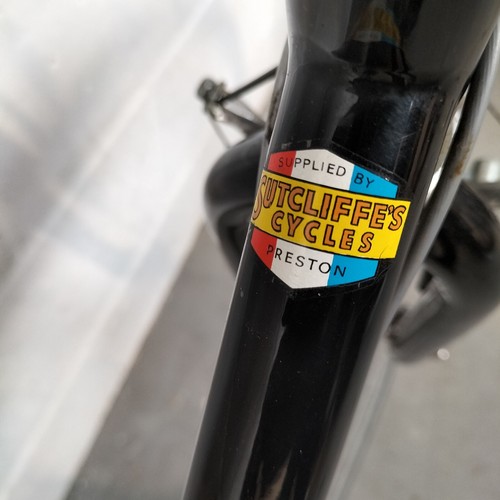 SUPPLIED BY
SUTCLIFFE'S
CYCLES
PRESTON